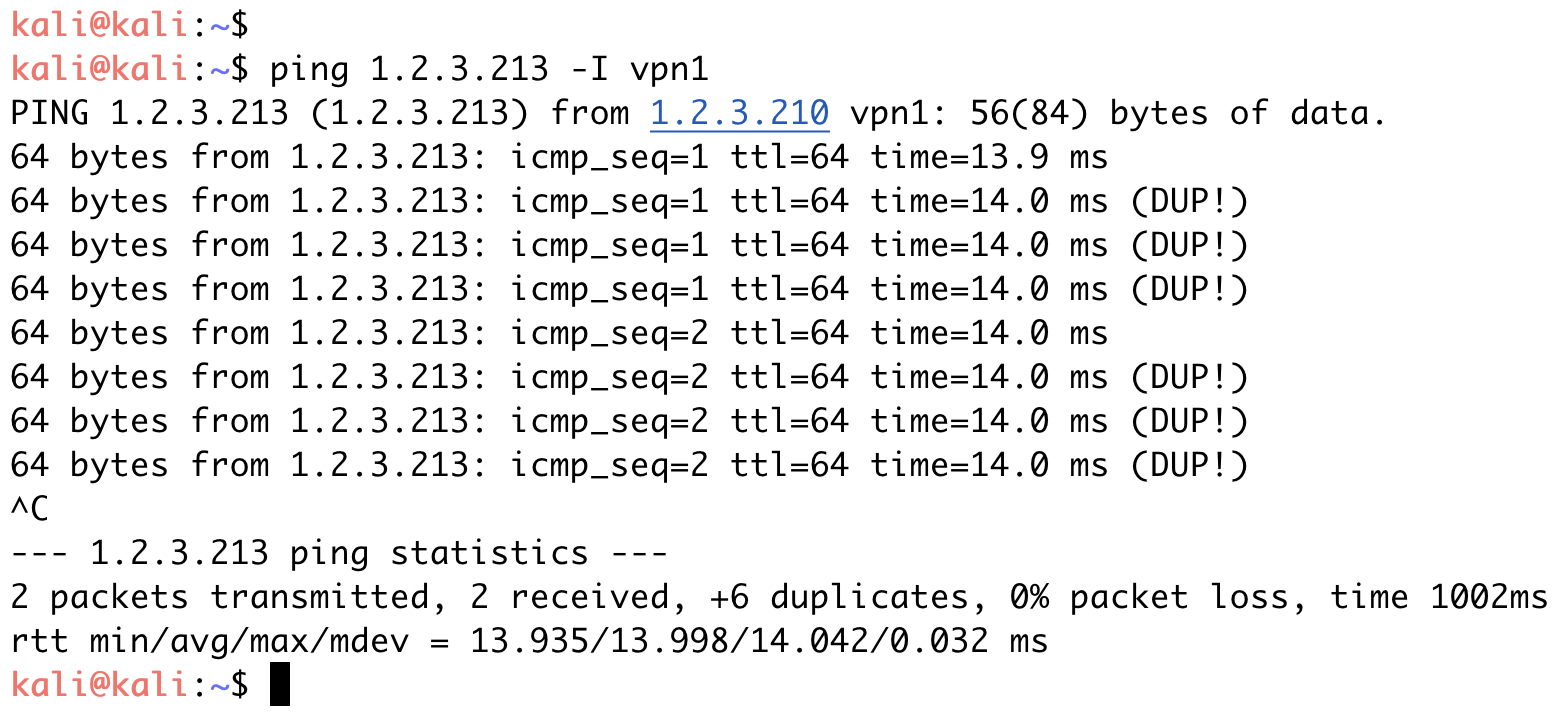 kali@kali:~$
kali@kali:~$ ping 1.2.3.213 -I vpn1
PING 1.2.3.213 (1.2.3.213) from 1.2.3.210 vpn1: 56(84) bytes of data.
64 bytes from 1.2.3.213: icmp_seq=1 ttl=64 time=13.9 ms
64 bytes from 1.2.3.213: icmp_seq=1 ttl=64 time=14.0 ms (DUP!)
64 bytes from 1.2.3.213: icmp_seq=1 ttl=64 time=14.0 ms (DUP!)
64 bytes from 1.2.3.213: icmp_seq=1 ttl=64 time=14.0 ms (DUP!)
64 bytes from 1.2.3.213: icmp_seq=2 ttl=64 time=14.0 ms
64 bytes from 1.2.3.213: icmp_seq=2 ttl=64 time=14.0 ms (DUP!)
64 bytes from 1.2.3.213: icmp_seq=2 ttl=64 time=14.0 ms (DUP!)
64 bytes from 1.2.3.213: icmp_seq=2 ttl=64 time=14.0 ms (DUP!)
^C
--- 1.2.3.213 ping statistics ---
2 packets transmitted, 2 received, +6 duplicates, 0% packet loss, time 1002ms
rtt min/avg/max/mdev = 13.935/13.998/14.042/0.032 ms
kali@kali:~$